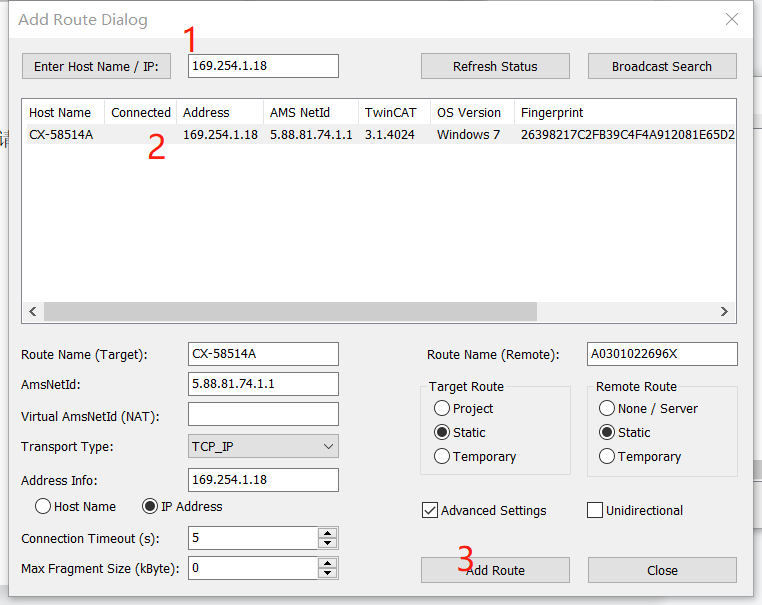 Add Route Dialog
1
Enter Host Name / IP: 169.254.1.18 Refresh Status Broadcast Search
Host Name Connected Address AMS NetId TwinCAT OS Version Fingerprint
CX-58514A 169.254.1.18 5.88.81.74.1.1 3.1.4024 Windows 7 26398217C2FB39C4F4A912081E65D2
2
Route Name (Target): CX-58514A Route Name (Remote): A0301022696X
AmsNetId: 5.88.81.74.1.1 Target Route Remote Route
Virtual AmsNetId (NAT): Project None / Server
Transport Type: TCP_IP Static Static
Address Info: 169.254.1.18 Temporary Temporary
Host Name IP Address Advanced Settings Unidirectional
Connection Timeout (s): 5
Max Fragment Size (kByte): 0 3 Add Route Close